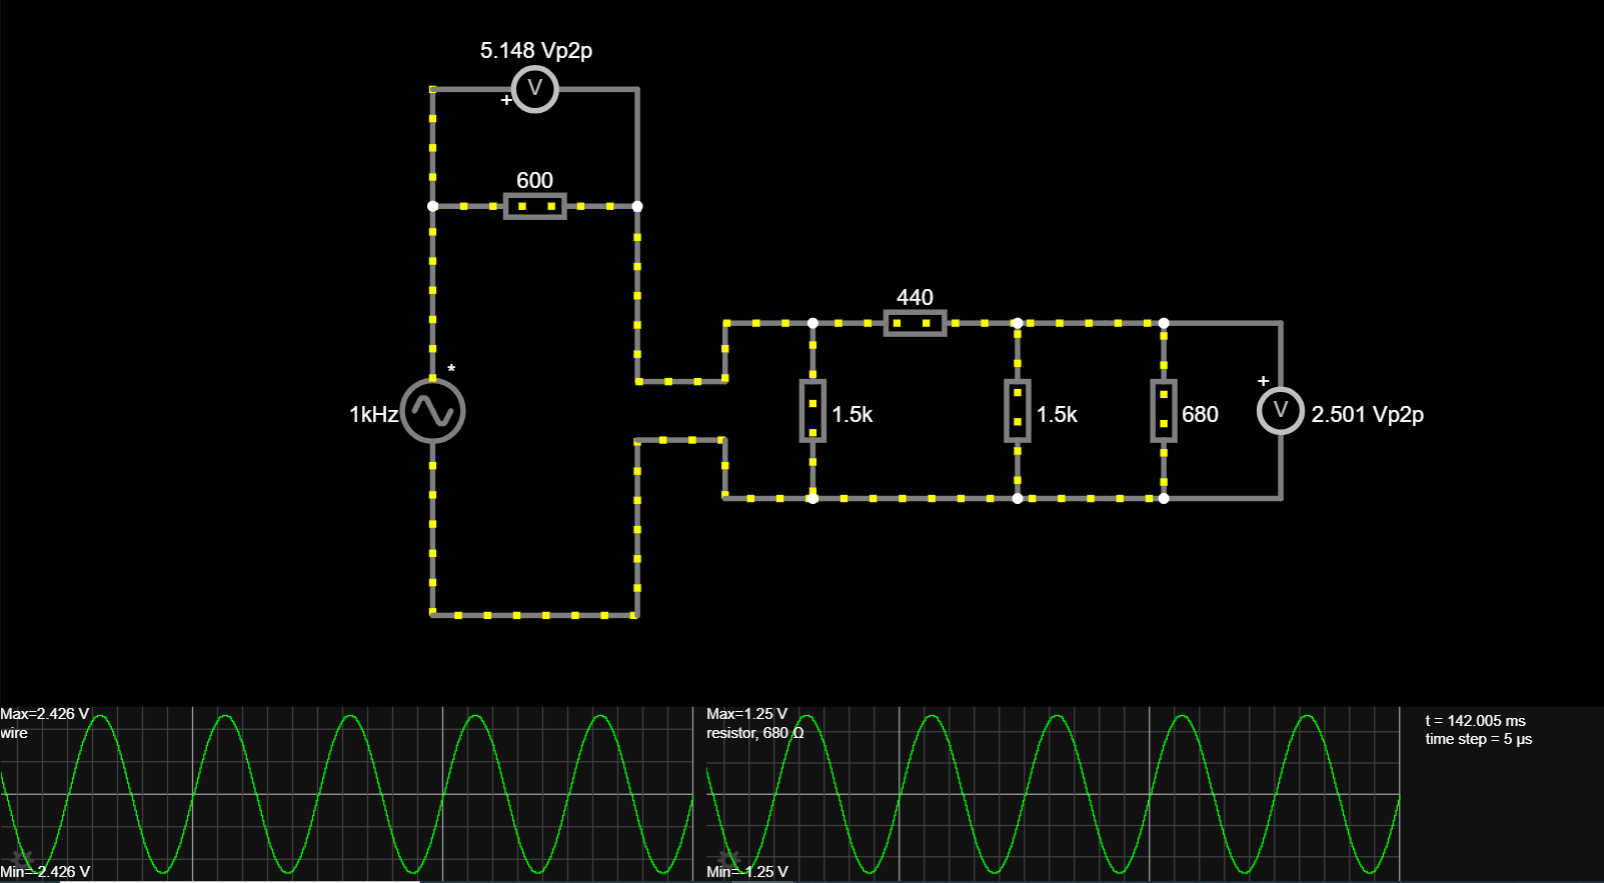 5.148 Vp2p
V
+
600
440
*
1kHz
1.5k
1.5k
680
+
V
2.501 Vp2p
Max=2.426 V
wire
Min=-2.426 V
Max=1.25 V
resistor, 680 Ω
Min=-1.25 V
t = 142.005 ms
time step = 5 μs